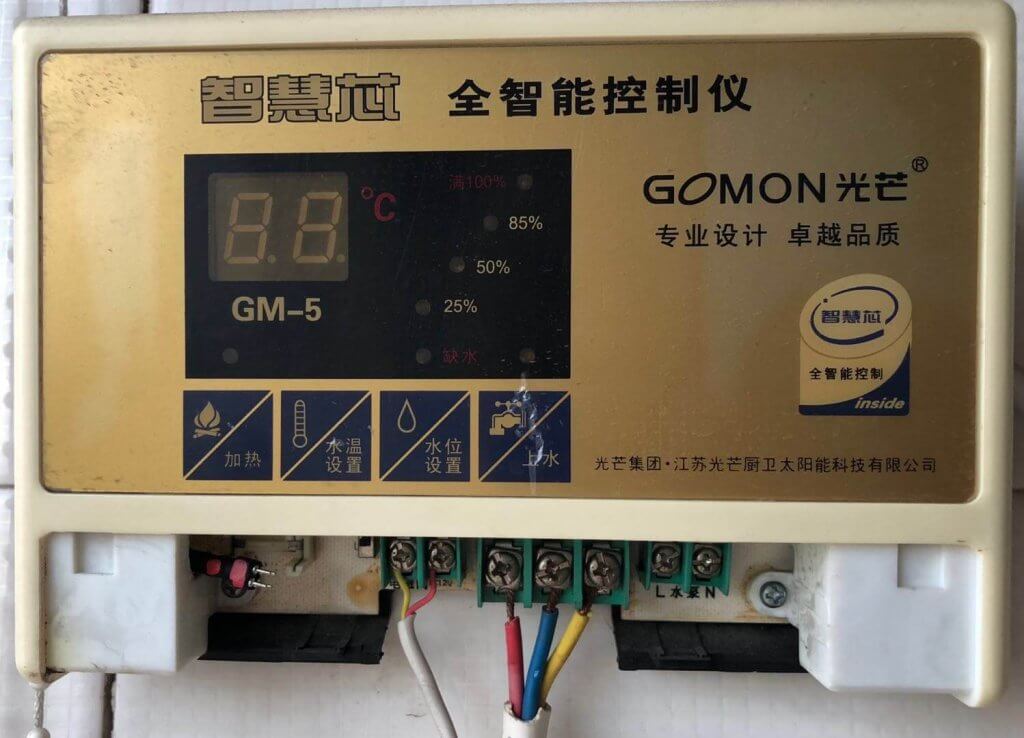 智慧芯 全智能控制仪
GOMON光芒®
专业设计 卓越品质
88 °C
满100%
85%
50%
25%
GM-5
缺水
智慧芯
全智能控制
inside
加热
水温
设置
水位
设置
上水
光芒集团·江苏光芒厨卫太阳能科技有限公司
12V
L 水泵 N